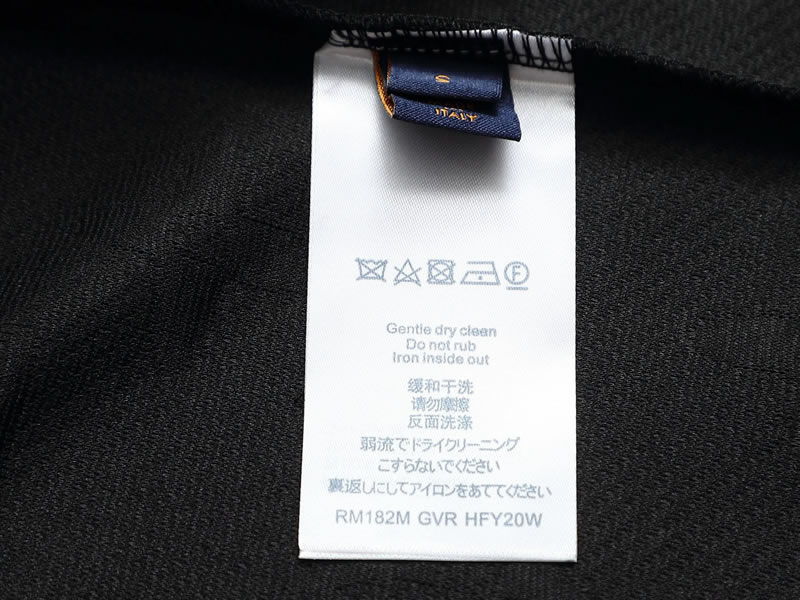 ITALY
Gentle dry clean
Do not rub
Iron inside out
缓和干洗
请勿摩擦
反面洗涤
弱流でドライクリーニング
こすらないでください
裏返しにしてアイロンをあててください
RM182M GVR HFY20W